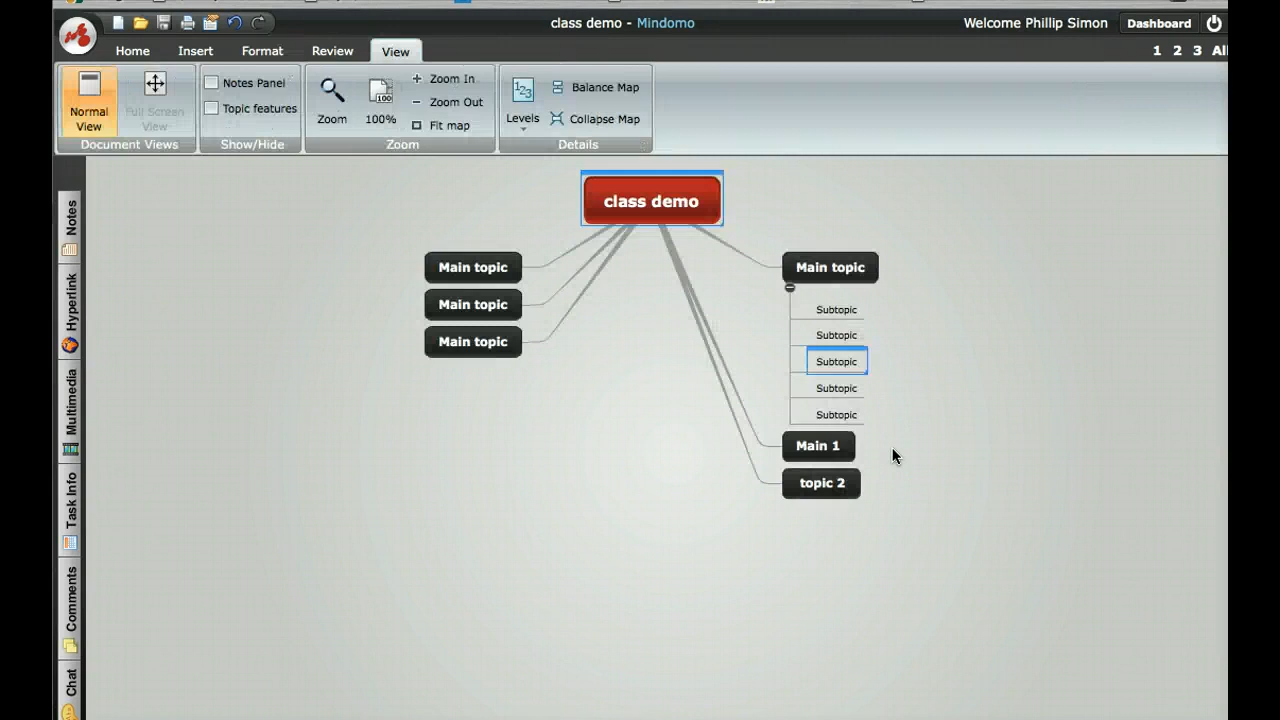 class demo - Mindomo
Welcome Phillip Simon
Dashboard
Home
Insert
Format
Review
View
1 2 3 All
Normal View
Full Screen View
Document Views
Notes Panel
Topic features
Show/Hide
Zoom
100
100%
Zoom In
Zoom Out
Fit map
Zoom
123
Levels
Balance Map
Collapse Map
Details
Notes
Hyperlink
Multimedia
Task Info
Comments
Chat
class demo
Main topic
Main topic
Main topic
Main topic
Subtopic
Subtopic
Subtopic
Subtopic
Subtopic
Main 1
topic 2